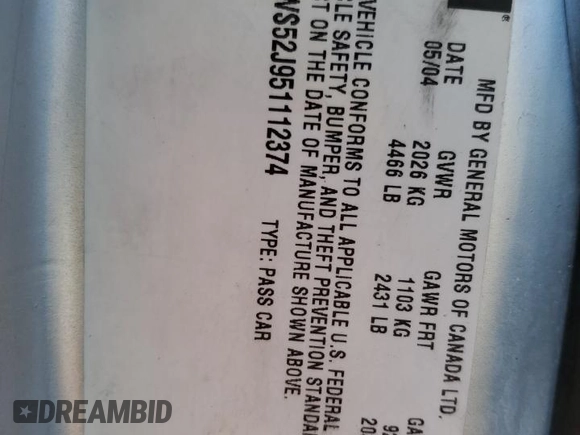 ®
MFD BY GENERAL MOTORS OF CANADA LTD.
DATE GVWR GAWR FRT
05/04 2026 KG 1103 KG
4466 LB 2431 LB
VEHICLE CONFORMS TO ALL APPLICABLE U.S. FEDERAL
SAFETY, BUMPER, AND THEFT PREVENTION
ON THE DATE OF MANUFACTURE SHOWN ABOVE.
VS52J951112374 TYPE: PASS CAR
DREAMBID